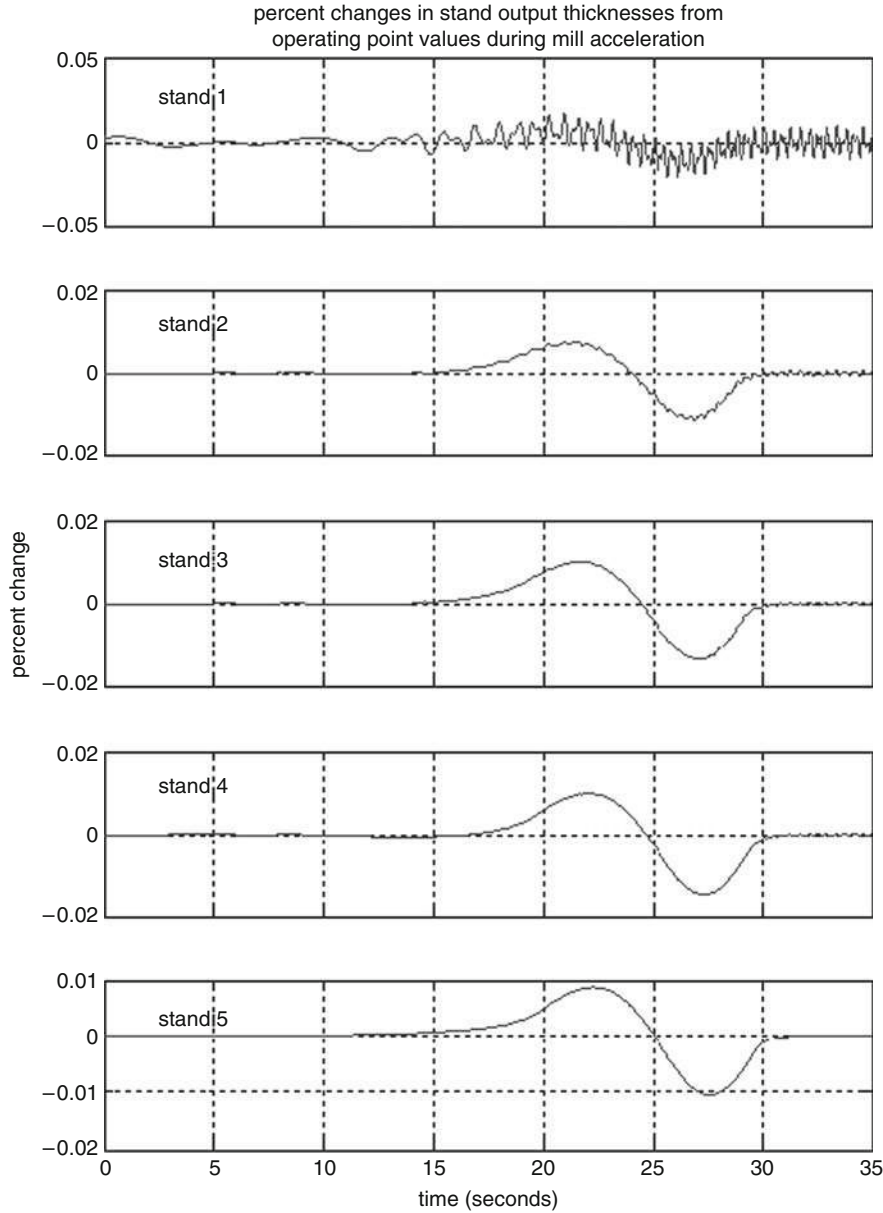 percent changes in stand output thicknesses from
operating point values during mill acceleration
0.05
stand 1
0
−0.05
0.02
stand 2
0
−0.02
0.02
stand 3
0
−0.02
percent change
0.02
stand 4
0
−0.02
0.01
stand 5
0
−0.01
−0.02
0 5 10 15 20 25 30 35
time (seconds)